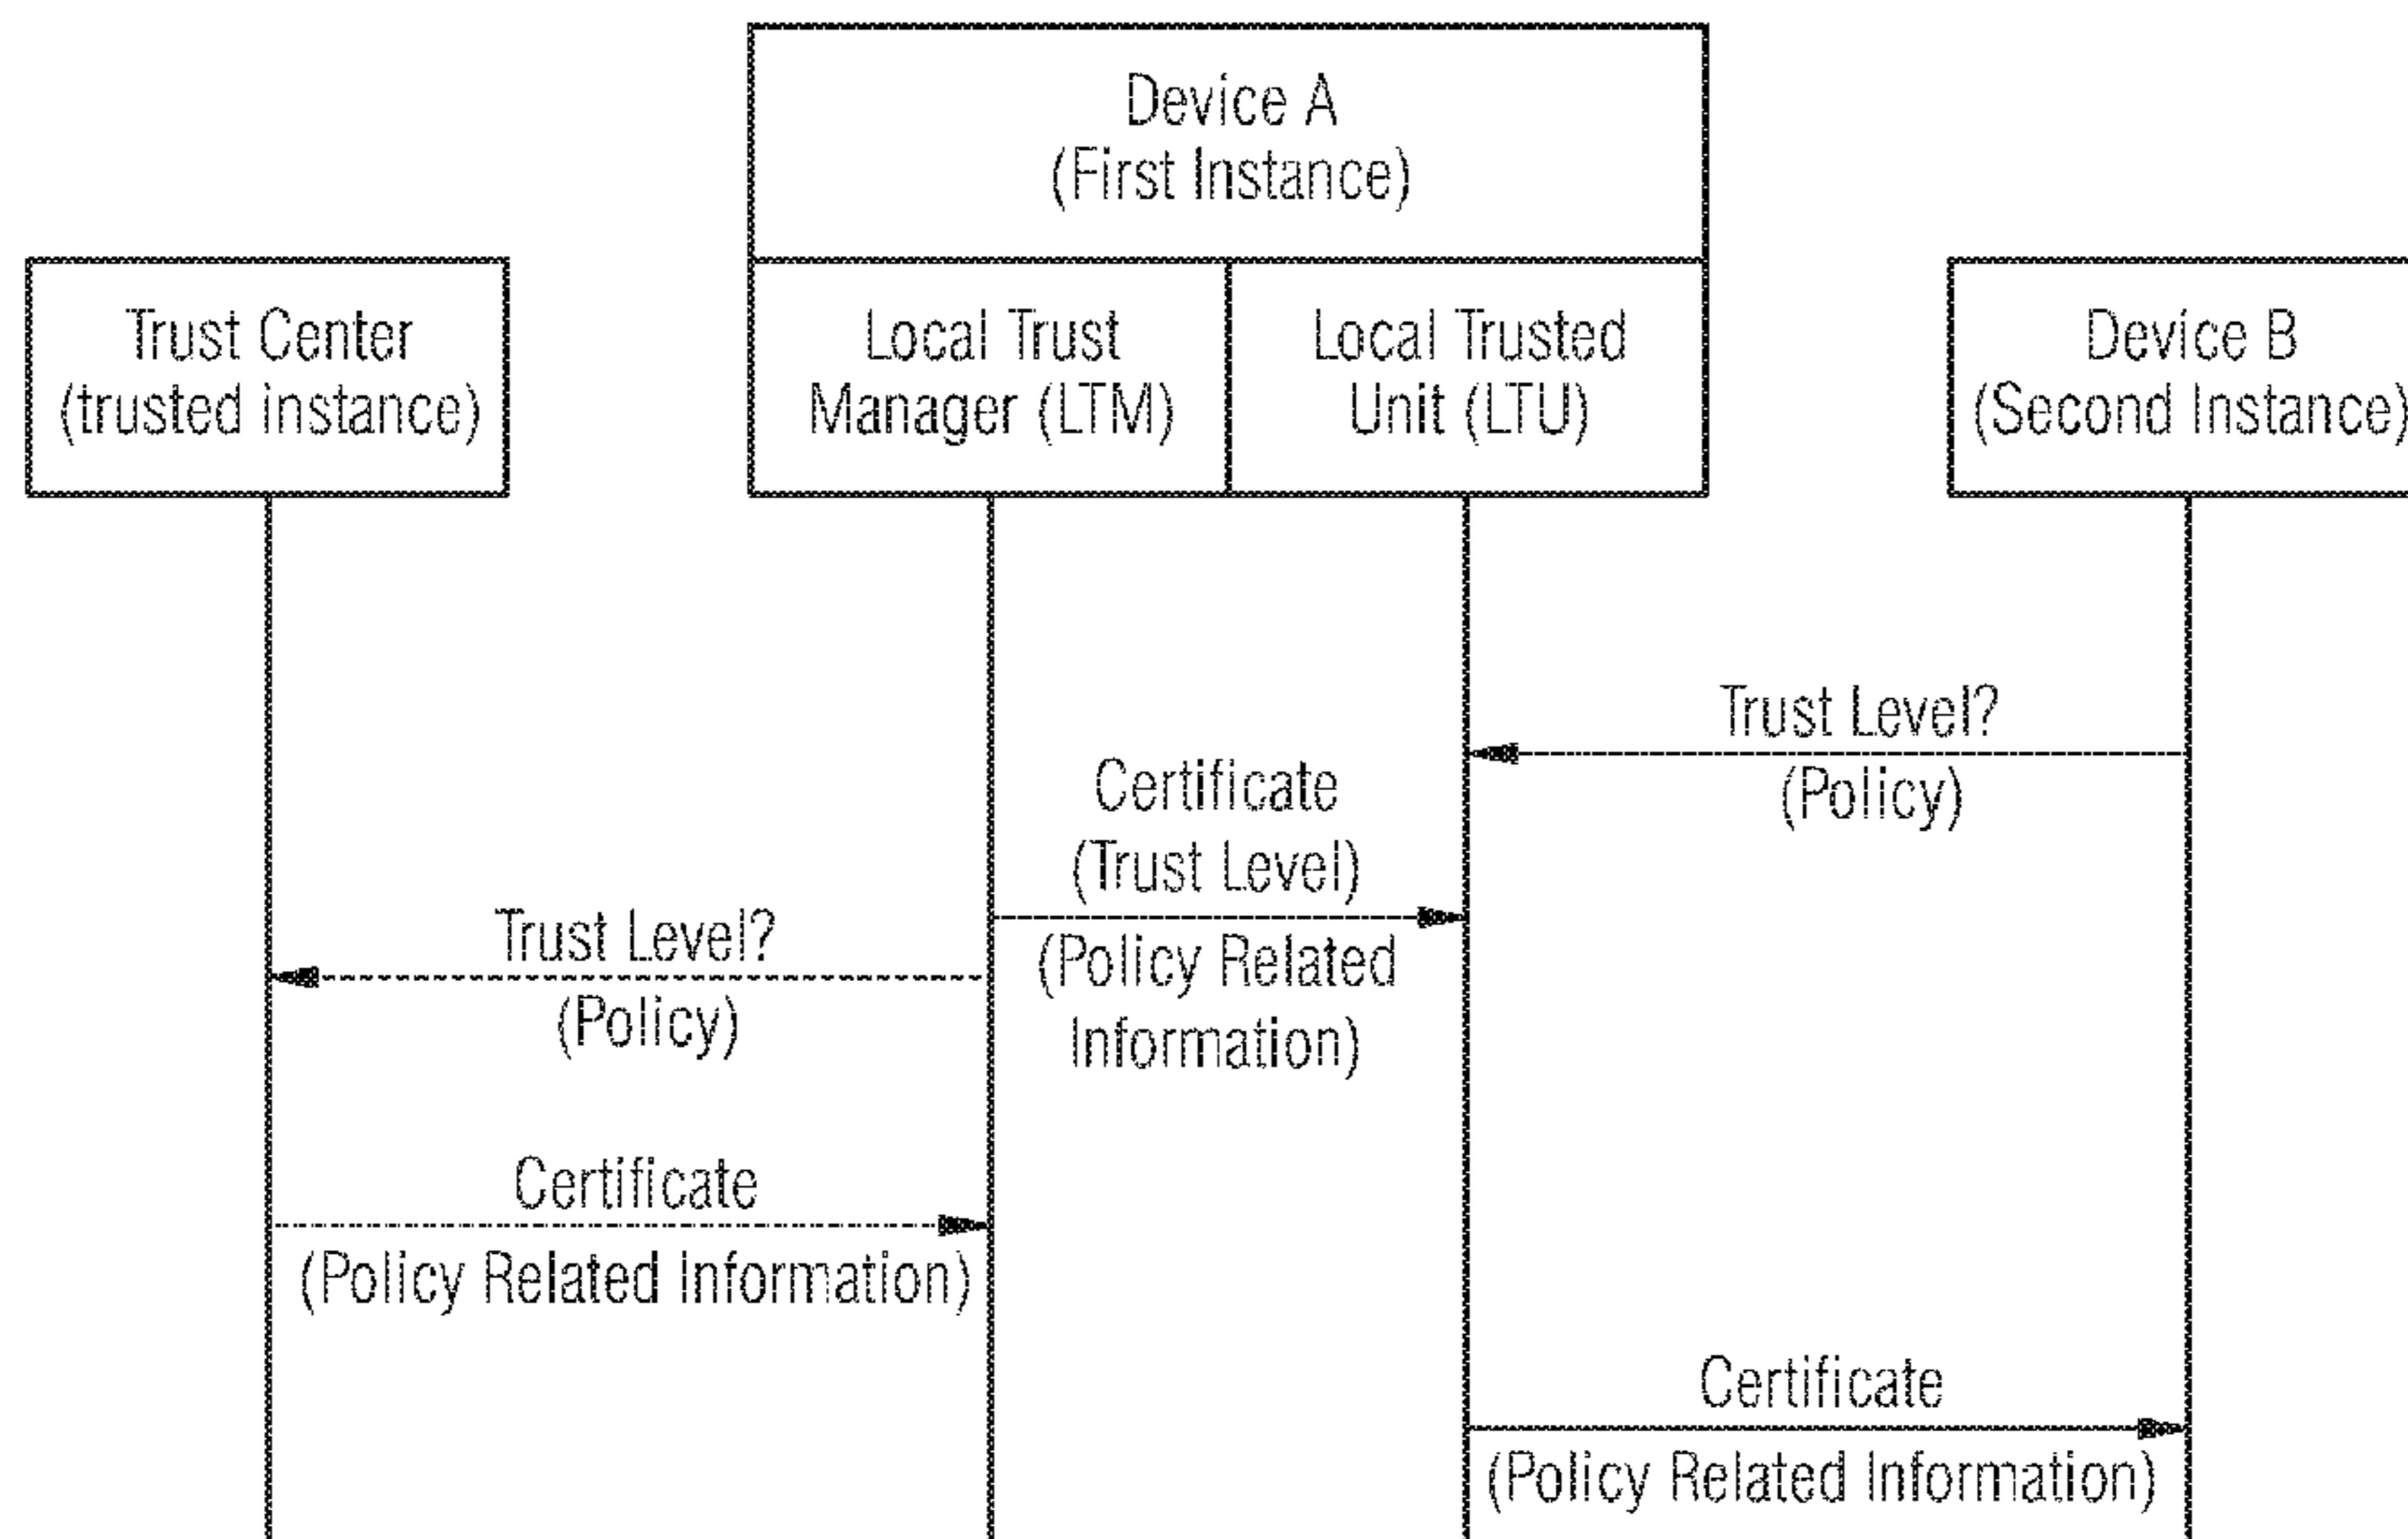 Device A
(First Instance)
Trust Center
(trusted instance)
Local Trust
Manager (LTM)
Local Trusted
Unit (LTU)
Device B
(Second Instance)
Trust Level?
(Policy)
Certificate
(Trust Level)
(Policy Related
Information)
Trust Level?
(Policy)
Certificate
(Policy Related Information)
Certificate
(Policy Related Information)